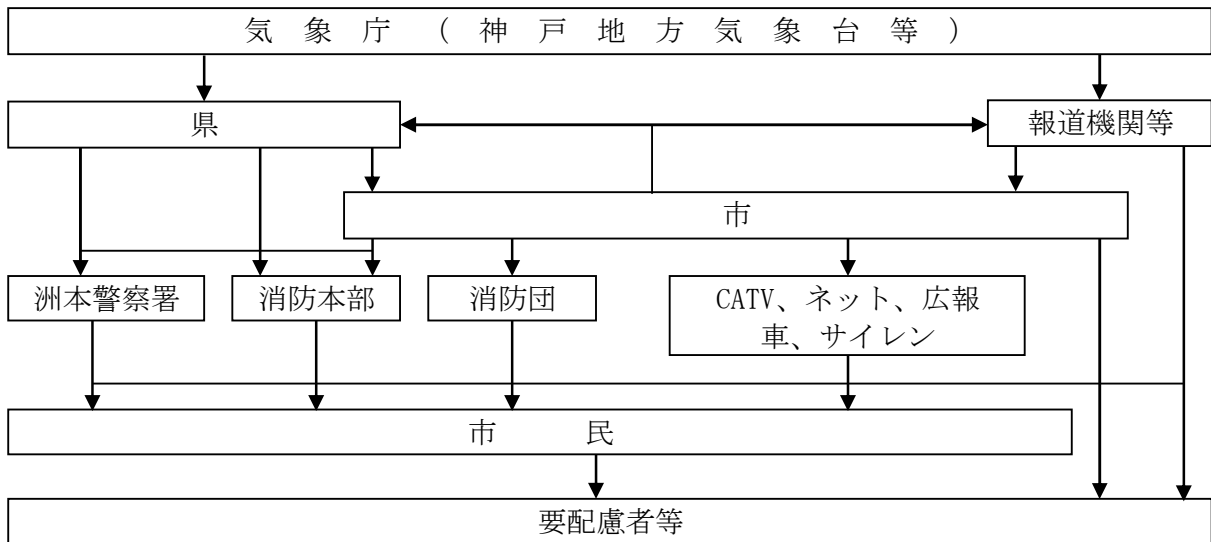 気象庁（神戸地方気象台等）
県
報道機関等
市
洲本警察署
消防本部
消防団
CATV、ネット、広報
車、サイレン
市　　民
要配慮者等